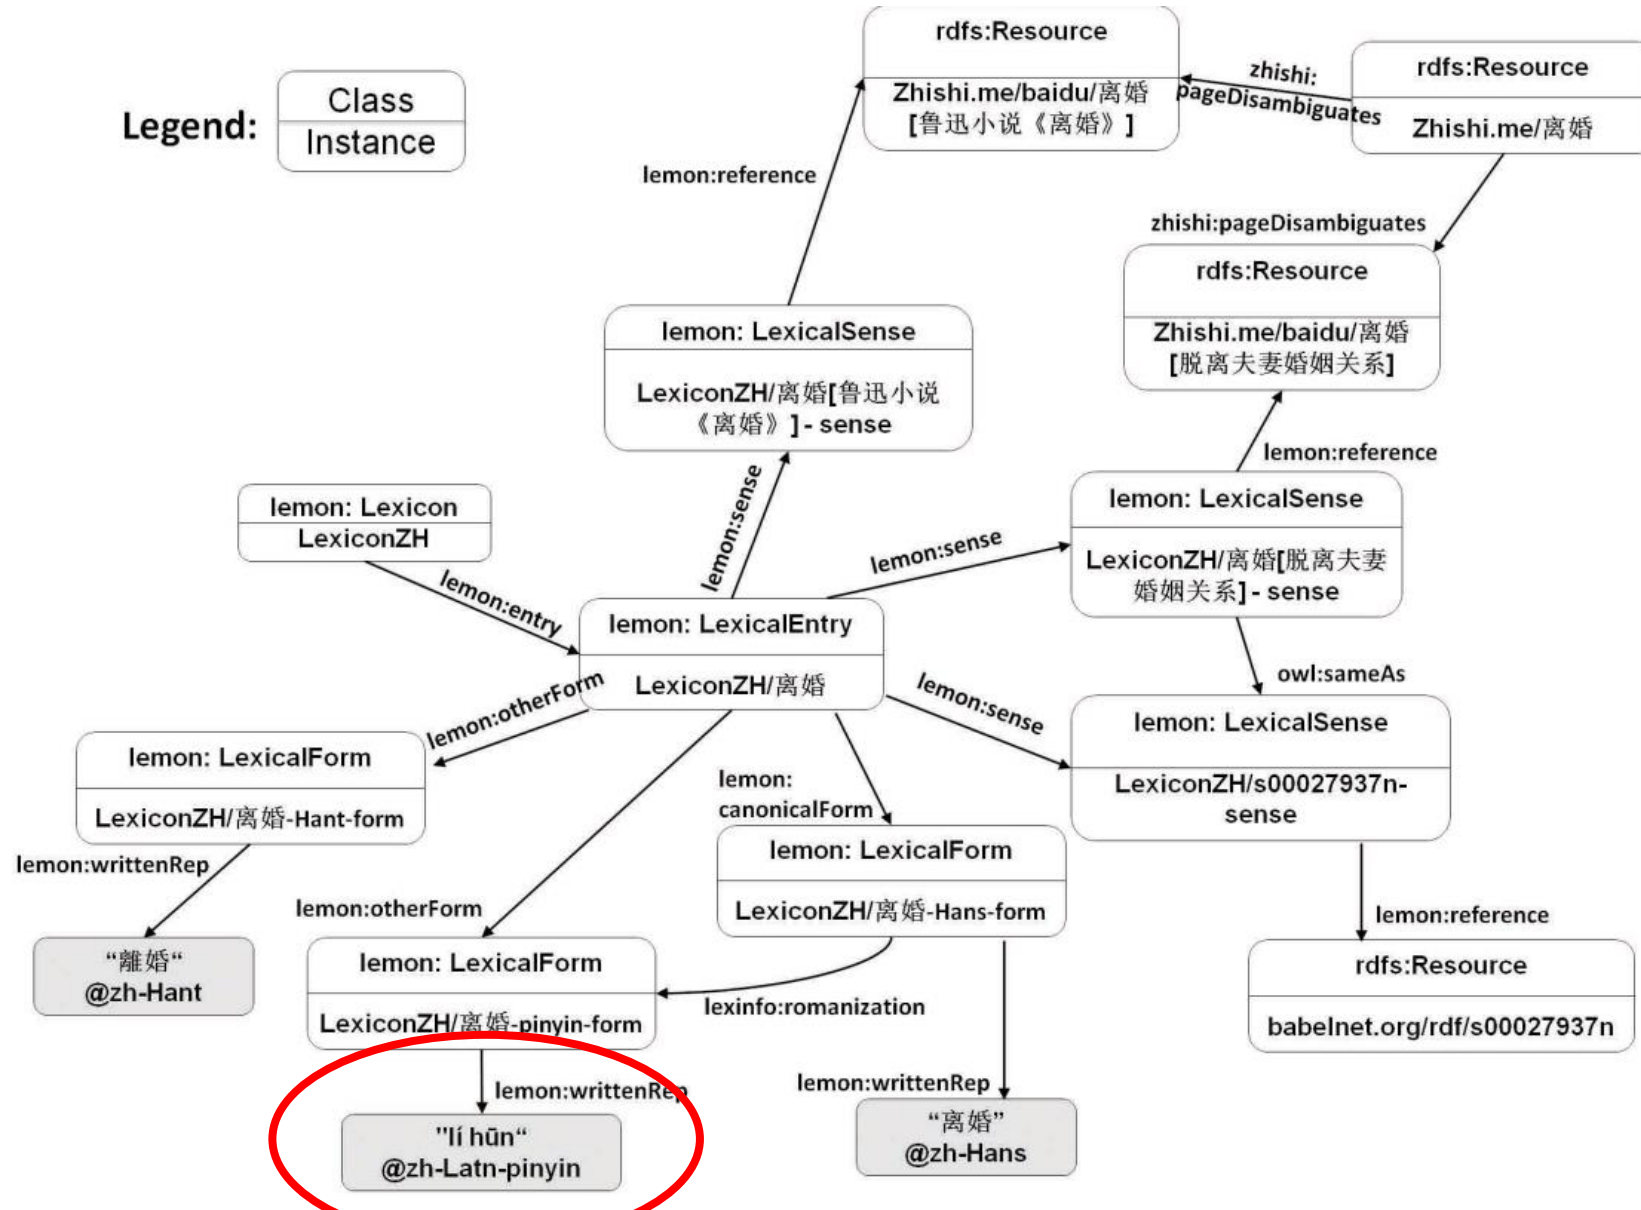 rdfs:Resource
Zhishi.me/baidu/离婚
[鲁迅小说《离婚》]
zhishi:
pageDisambiguates
rdfs:Resource
Zhishi.me/离婚
Legend:
Class
Instance
lemon:reference
zhishi:pageDisambiguates
rdfs:Resource
Zhishi.me/baidu/离婚
[脱离夫妻婚姻关系]
lemon: LexicalSense
LexiconZH/离婚[鲁迅小说
《离婚》] - sense
lemon:reference
lemon: LexicalSense
LexiconZH/离婚[脱离夫妻
婚姻关系] - sense
lemon: Lexicon
LexiconZH
lemon:sense
lemon:sense
lemon:entry
lemon: LexicalEntry
LexiconZH/离婚
owl:sameAs
lemon:otherForm
lemon:sense
lemon: LexicalSense
LexiconZH/s00027937n-
sense
lemon: LexicalForm
LexiconZH/离婚-Hant-form
lemon:
canonicalForm
lemon: LexicalForm
LexiconZH/离婚-Hans-form
lemon:writtenRep
lemon:otherForm
lemon:reference
“離婚“
@zh-Hant
lemon: LexicalForm
LexiconZH/离婚-pinyin-form
lexinfo:romanization
rdfs:Resource
babelnet.org/rdf/s00027937n
lemon:writtenRep
lemon:writtenRep
”lí hūn“
@zh-Latn-pinyin
“离婚”
@zh-Hans